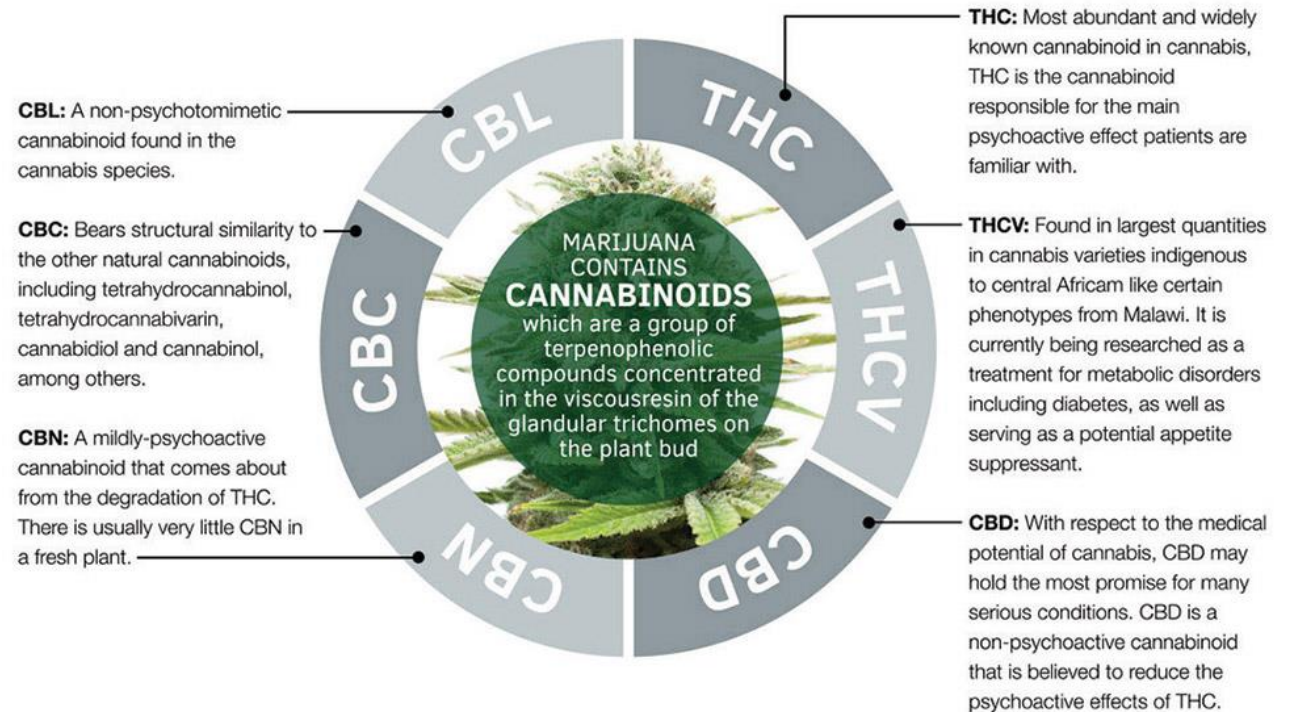 CBL: A non-psychotomimetic
cannabinoid found in the
cannabis species.
CBC: Bears structural similarity to
the other natural cannabinoids,
including tetrahydrocannabinol,
tetrahydrocannabivarin,
cannabidiol and cannabinol,
among others.
CBN: A mildly-psychoactive
cannabinoid that comes about
from the degradation of THC.
There is usually very little CBN in
a fresh plant.
CBL
THC
CBC
THCV
CBN
CBD
MARIJUANA
CONTAINS
CANNABINOIDS
which are a group of
terpenophenolic
compounds concentrated
in the viscousresin of the
glandular trichomes on
the plant bud
THC: Most abundant and widely
known cannabinoid in cannabis,
THC is the cannabinoid
responsible for the main
psychoactive effect patients are
familiar with.
THCV: Found in largest quantities
in cannabis varieties indigenous
to central Africam like certain
phenotypes from Malawi. It is
currently being researched as a
treatment for metabolic disorders
including diabetes, as well as
serving as a potential appetite
suppressant.
CBD: With respect to the medical
potential of cannabis, CBD may
hold the most promise for many
serious conditions. CBD is a
non-psychoactive cannabinoid
that is believed to reduce the
psychoactive effects of THC.